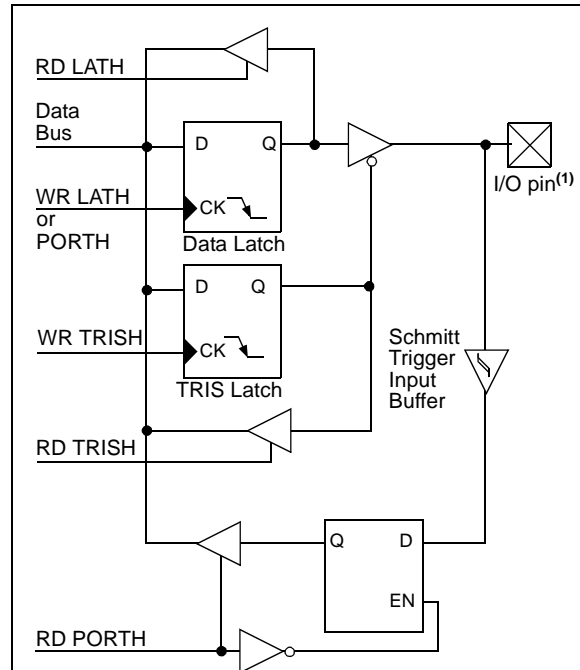 RD LATH
Data
Bus
D Q
WR LATH
or
PORTH
CK
Data Latch
I/O pin(1)
D Q
WR TRISH
CK
TRIS Latch
Schmitt
Trigger
Input
Buffer
RD TRISH
Q D
EN
RD PORTH